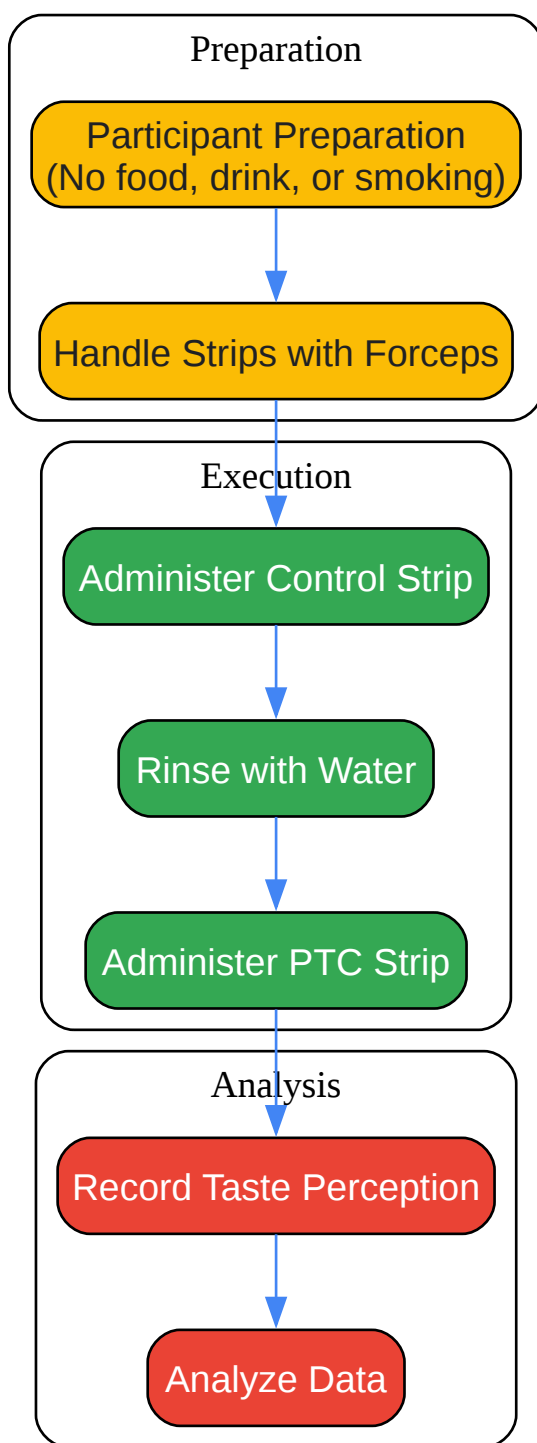 Preparation
Participant Preparation
(No food, drink, or smoking)
Handle Strips with Forceps
Execution
Administer Control Strip
Rinse with Water
Administer PTC Strip
Analysis
Record Taste Perception
Analyze Data